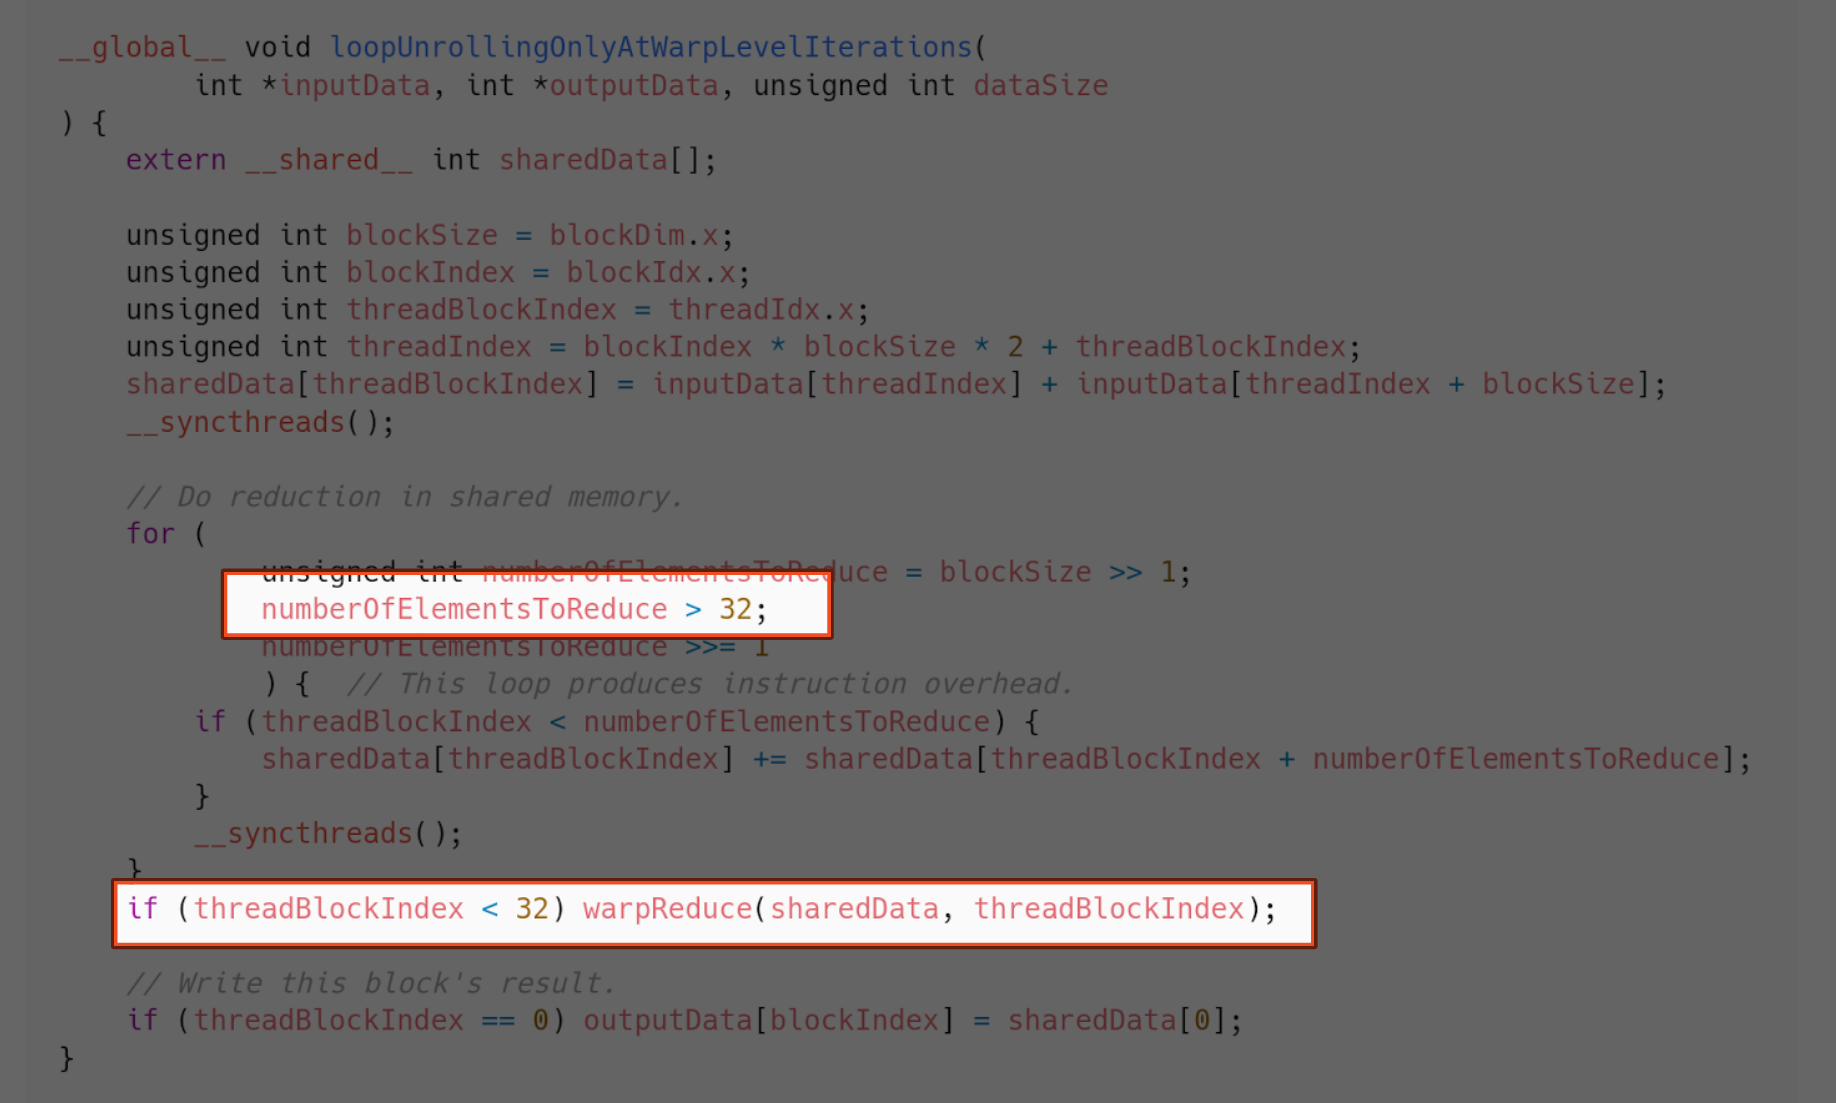 __global__ void loopUnrollingOnlyAtWarpLevelIterations(
int *inputData, int *outputData, unsigned int dataSize
) {
extern __shared__ int sharedData[];
unsigned int blockSize = blockDim.x;
unsigned int blockIndex = blockIdx.x;
unsigned int threadBlockIndex = threadIdx.x;
unsigned int threadIndex = blockIndex * blockSize * 2 + threadBlockIndex;
sharedData[threadBlockIndex] = inputData[threadIndex] + inputData[threadIndex + blockSize];
__syncthreads();
// Do reduction in shared memory.
for (
unsigned int numberOfElementsToReduce = blockSize >> 1;
numberOfElementsToReduce > 32;
numberOfElementsToReduce >>= 1
) {  // This loop produces instruction overhead.
if (threadBlockIndex < numberOfElementsToReduce) {
sharedData[threadBlockIndex] += sharedData[threadBlockIndex + numberOfElementsToReduce];
}
__syncthreads();
}
if (threadBlockIndex < 32) warpReduce(sharedData, threadBlockIndex);
// Write this block's result.
if (threadBlockIndex == 0) outputData[blockIndex] = sharedData[0];
}